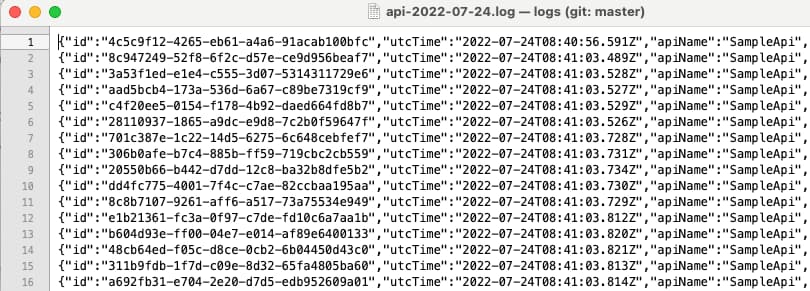 api-2022-07-24.log — logs (git: master)
1 {"id":"4c5c9f12-4265-eb61-a4a6-91acab100bfc","utcTime":"2022-07-24T08:40:56.591Z","apiName":"SampleApi",
2 {"id":"8c947249-52f8-6f2c-d57e-ce9d956beaf7","utcTime":"2022-07-24T08:41:03.489Z","apiName":"SampleApi",
3 {"id":"3a53f1ed-e1e4-c555-3d07-5314311729e6","utcTime":"2022-07-24T08:41:03.528Z","apiName":"SampleApi",
4 {"id":"aad5bcb4-173a-536d-6a67-c89be7319cf9","utcTime":"2022-07-24T08:41:03.527Z","apiName":"SampleApi",
5 {"id":"c4f20ee5-0154-f178-4b92-daed664fd8b7","utcTime":"2022-07-24T08:41:03.529Z","apiName":"SampleApi",
6 {"id":"28110937-1865-a9dc-e9d8-7c2b0f59647f","utcTime":"2022-07-24T08:41:03.526Z","apiName":"SampleApi",
7 {"id":"701c387e-1c22-14d5-6275-6c648cebfef7","utcTime":"2022-07-24T08:41:03.728Z","apiName":"SampleApi",
8 {"id":"306b0afe-b7c4-885b-ff59-719cbc2cb559","utcTime":"2022-07-24T08:41:03.731Z","apiName":"SampleApi",
9 {"id":"20550b66-b442-d7dd-12c8-ba32b8dfe5b2","utcTime":"2022-07-24T08:41:03.734Z","apiName":"SampleApi",
10 {"id":"dd4fc775-4001-7f4c-c7ae-82ccbaa195aa","utcTime":"2022-07-24T08:41:03.730Z","apiName":"SampleApi",
11 {"id":"8c8b7107-9261-aff6-a517-73a75534e949","utcTime":"2022-07-24T08:41:03.729Z","apiName":"SampleApi",
12 {"id":"e1b21361-fc3a-0f97-c7de-fd10c6a7aa1b","utcTime":"2022-07-24T08:41:03.812Z","apiName":"SampleApi",
13 {"id":"b604d93e-ff00-04e7-e014-af89e6400133","utcTime":"2022-07-24T08:41:03.820Z","apiName":"SampleApi",
14 {"id":"48cb64ed-f05c-d8ce-0cb2-6b04450d43c0","utcTime":"2022-07-24T08:41:03.821Z","apiName":"SampleApi",
15 {"id":"311b9fdb-1f7d-c09e-8d32-65fa4805ba60","utcTime":"2022-07-24T08:41:03.813Z","apiName":"SampleApi",
16 {"id":"a692fb31-e704-2e20-d7d5-edb952609a01","utcTime":"2022-07-24T08:41:03.814Z","apiName":"SampleApi",